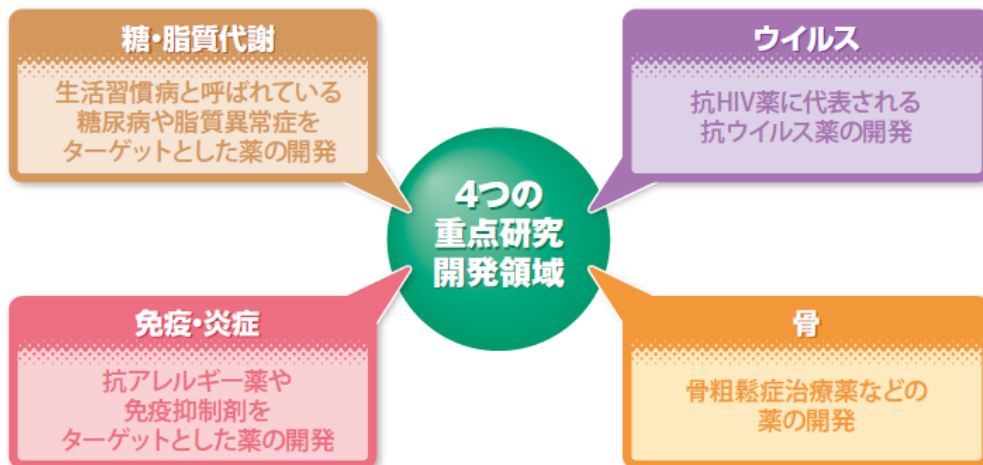 糖・脂質代謝
生活習慣病と呼ばれている
糖尿病や脂質異常症を
ターゲットとした薬の開発
ウイルス
抗HIV薬に代表される
抗ウイルス薬の開発
4つの
重点研究
開発領域
免疫・炎症
抗アレルギー薬や
免疫抑制剤を
ターゲットとした薬の開発
骨
骨粗鬆症治療薬などの
薬の開発